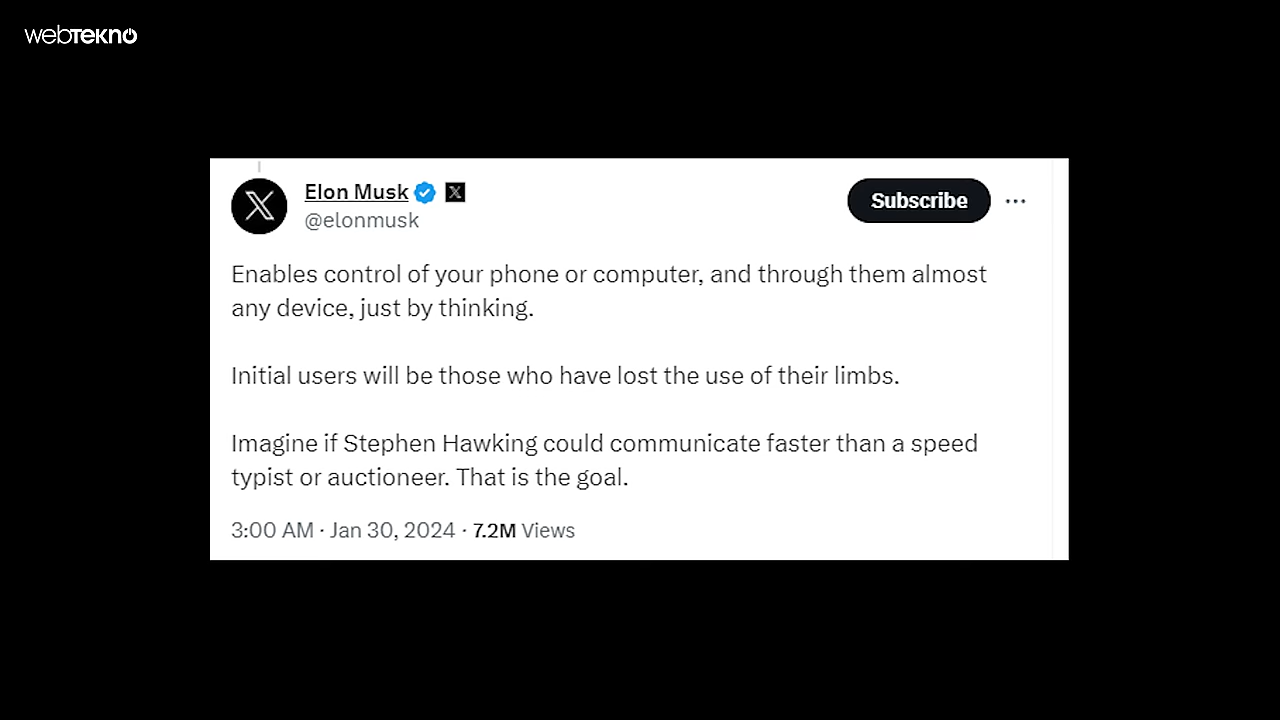 webtekno
Elon Musk
@elonmusk
Subscribe
Enables control of your phone or computer, and through them almost
any device, just by thinking.
Initial users will be those who have lost the use of their limbs.
Imagine if Stephen Hawking could communicate faster than a speed
typist or auctioneer. That is the goal.
3:00 AM · Jan 30, 2024 · 7.2M Views